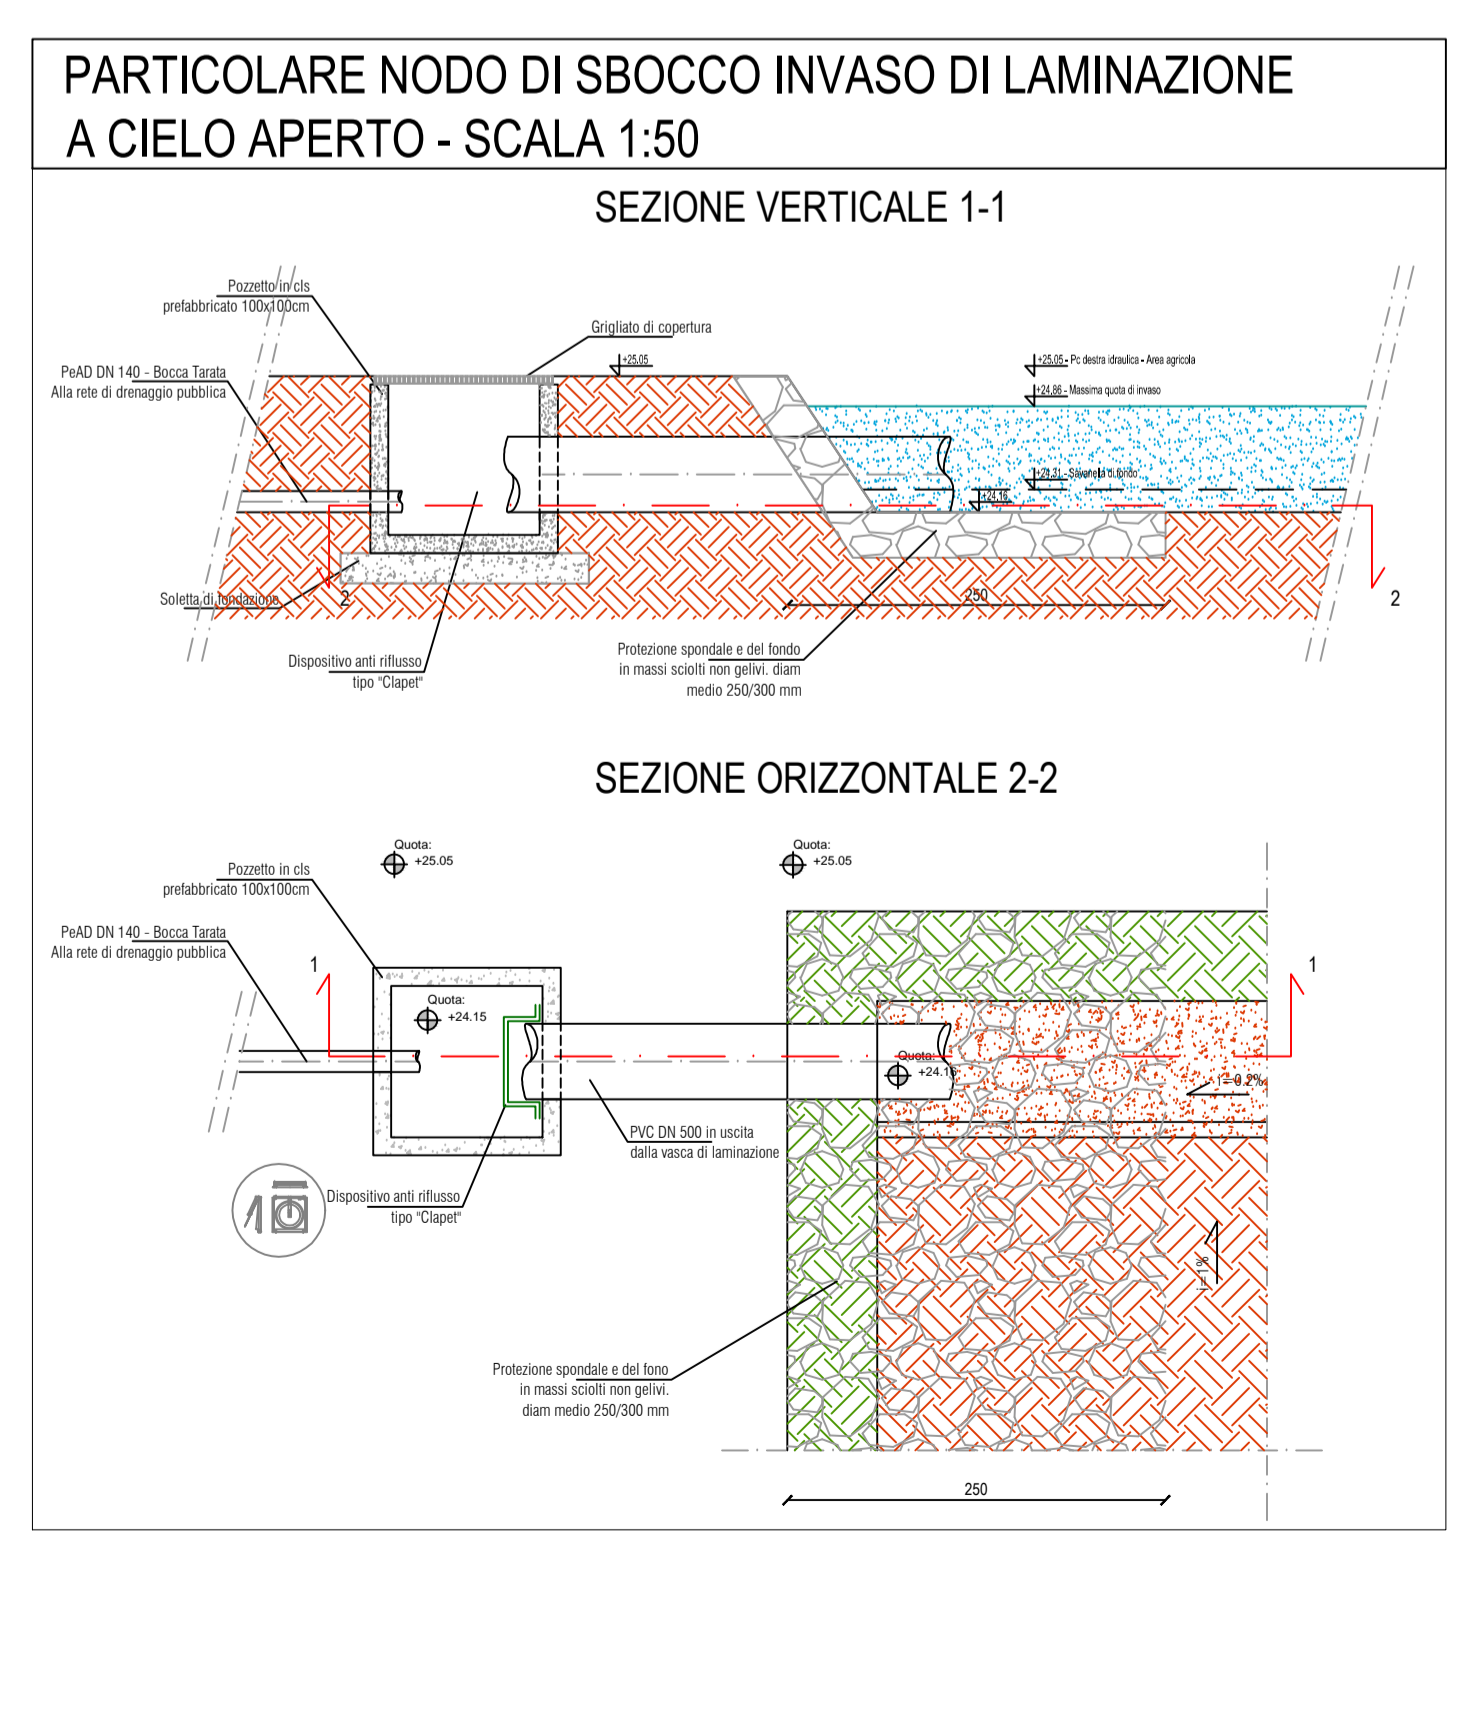 PARTICOLARE NODO DI SBOCCO INVASO DI LAMINAZIONE
A CIELO APERTO - SCALA 1:50
SEZIONE VERTICALE 1-1
Pozzetto in cls
prefabbricato 100x100cm
Grigliato di copertura
PeAD DN 140 - Bocca Tarata
Alla rete di drenaggio pubblica
+25.05
+25.05 - Pc destra idraulica - Area agricola
+24,86 - Massima quota di invaso
+24,31 - Savanella di fondo
+24.16
Soletta di fondazione
2
250
2
Dispositivo anti riflusso
tipo "Clapet"
Protezione spondale e del fondo
in massi sciolti non gelivi. diam
medio 250/300 mm
SEZIONE ORIZZONTALE 2-2
Quota:
+25.05
Quota:
+25.05
Pozzetto in cls
prefabbricato 100x100cm
PeAD DN 140 - Bocca Tarata
Alla rete di drenaggio pubblica
1
1
Quota:
+24.15
Quota:
+24.16
i=0.2%
PVC DN 500 in uscita
dalla vasca di laminazione
Dispositivo anti riflusso
tipo "Clapet"
i=1%
Protezione spondale e del fono
in massi sciolti non gelivi.
diam medio 250/300 mm
250